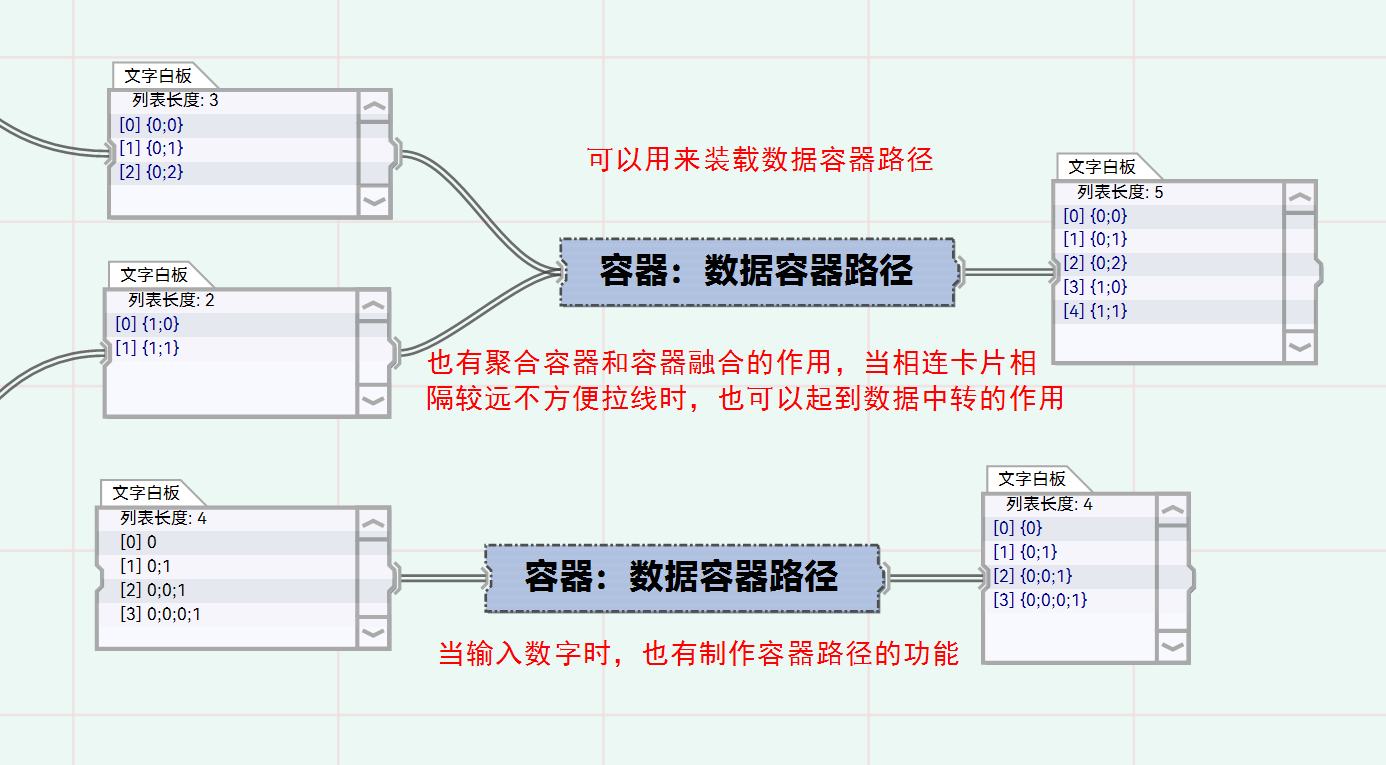 文字白板
列表长度: 3
[0] {0;0}
[1] {0;1}
[2] {0;2}
可以用来装载数据容器路径
文字白板
列表长度: 5
[0] {0;0}
[1] {0;1}
[2] {0;2}
[3] {1;0}
[4] {1;1}
容器：数据容器路径
文字白板
列表长度: 2
[0] {1;0}
[1] {1;1}
也有聚合容器和容器融合的作用，当相连卡片相
隔较远不方便拉线时，也可以起到数据中转的作用
文字白板
列表长度: 4
[0] 0
[1] 0;1
[2] 0;0;1
[3] 0;0;0;1
容器：数据容器路径
文字白板
列表长度: 4
[0] {0}
[1] {0;1}
[2] {0;0;1}
[3] {0;0;0;1}
当输入数字时，也有制作容器路径的功能